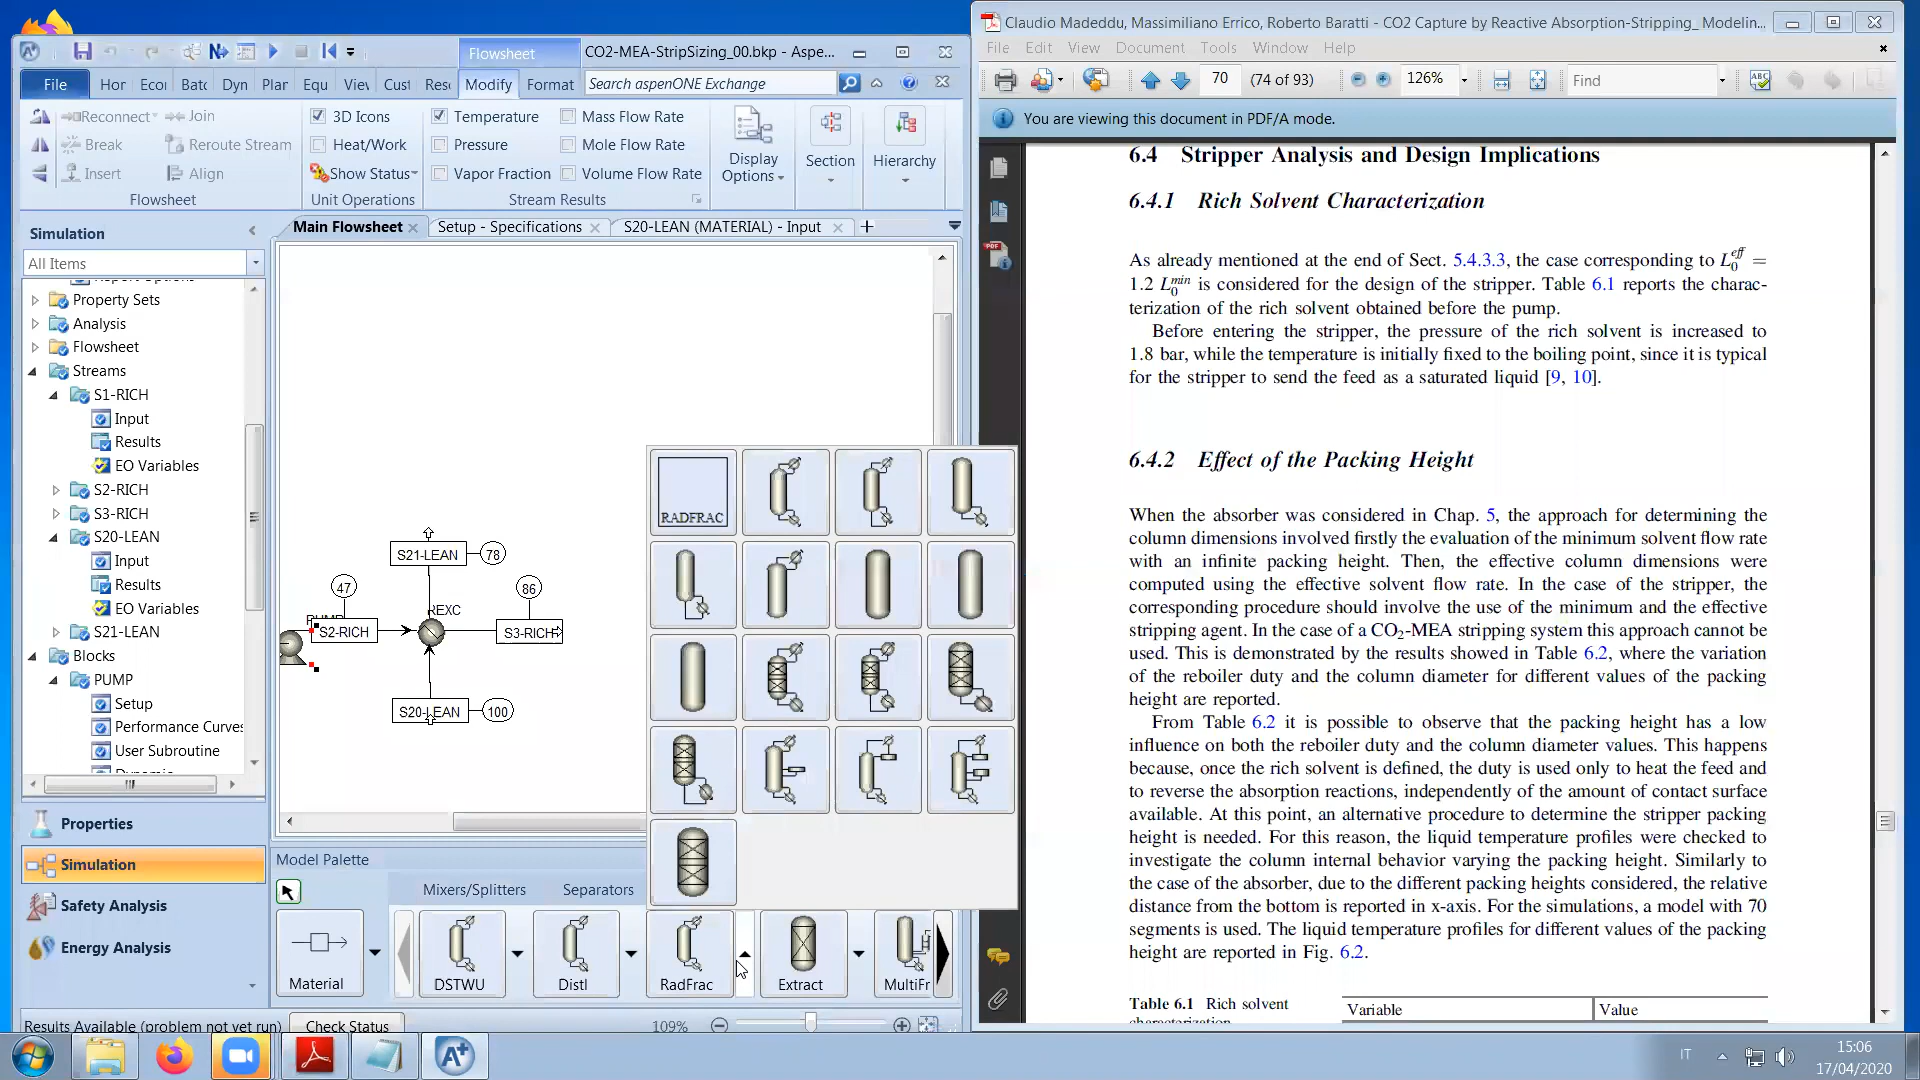 Flowsheet
CO2-MEA-StripSizing_00.bkp - Aspe...
File
Hor
Ecor
Batc
Dyn
Plar
Equ
Viev
Cust
Resc
Modify
Format
Search aspenONE Exchange
Reconnect
Join
Break
Reroute Stream
Insert
Align
Flowsheet
3D Icons
Heat/Work
Show Status
Unit Operations
Temperature
Mass Flow Rate
Pressure
Mole Flow Rate
Vapor Fraction
Volume Flow Rate
Stream Results
Display
Options
Section
Hierarchy
Simulation
All Items
Main Flowsheet
Setup - Specifications
S20-LEAN (MATERIAL) - Input
Property Sets
Analysis
Flowsheet
Streams
S1-RICH
Input
Results
EO Variables
S2-RICH
S3-RICH
S20-LEAN
Input
Results
EO Variables
S21-LEAN
Blocks
PUMP
Setup
Performance Curves
User Subroutine
Properties
Simulation
Safety Analysis
Energy Analysis
S21-LEAN
78
47
86
S2-RICH
S3-RICH
S20-LEAN
100
RADFRAC
Model Palette
Mixers/Splitters
Separators
Material
DSTWU
Distl
RadFrac
Extract
MultiFr
Results Available (problem not yet run)
Check Status
109%
Claudio Madeddu, Massimiliano Errico, Roberto Baratti - CO2 Capture by Reactive Absorption-Stripping_ Modelin...
File Edit View Document Tools Window Help
70
(74 of 93)
126%
Find
You are viewing this document in PDF/A mode.
6.4 Stripper Analysis and Design Implications
6.4.1 Rich Solvent Characterization
As already mentioned at the end of Sect. 5.4.3.3, the case corresponding to L₀^eff =
1.2 L₀^min is considered for the design of the stripper. Table 6.1 reports the charac-
terization of the rich solvent obtained before the pump.
Before entering the stripper, the pressure of the rich solvent is increased to
1.8 bar, while the temperature is initially fixed to the boiling point, since it is typical
for the stripper to send the feed as a saturated liquid [9, 10].
6.4.2 Effect of the Packing Height
When the absorber was considered in Chap. 5, the approach for determining the
column dimensions involved firstly the evaluation of the minimum solvent flow rate
with an infinite packing height. Then, the effective column dimensions were
computed using the effective solvent flow rate. In the case of the stripper, the
corresponding procedure should involve the use of the minimum and the effective
stripping agent. In the case of a CO₂-MEA stripping system this approach cannot be
used. This is demonstrated by the results showed in Table 6.2, where the variation
of the reboiler duty and the column diameter for different values of the packing
height are reported.
From Table 6.2 it is possible to observe that the packing height has a low
influence on both the reboiler duty and the column diameter values. This happens
because, once the rich solvent is defined, the duty is used only to heat the feed and
to reverse the absorption reactions, independently of the amount of contact surface
available. At this point, an alternative procedure to determine the stripper packing
height is needed. For this reason, the liquid temperature profiles were checked to
investigate the column internal behavior varying the packing height. Similarly to
the case of the absorber, due to the different packing heights considered, the relative
distance from the bottom is reported in x-axis. For the simulations, a model with 70
segments is used. The liquid temperature profiles for different values of the packing
height are reported in Fig. 6.2.
Table 6.1 Rich solvent
Variable
Value
IT
15:06
17/04/2020